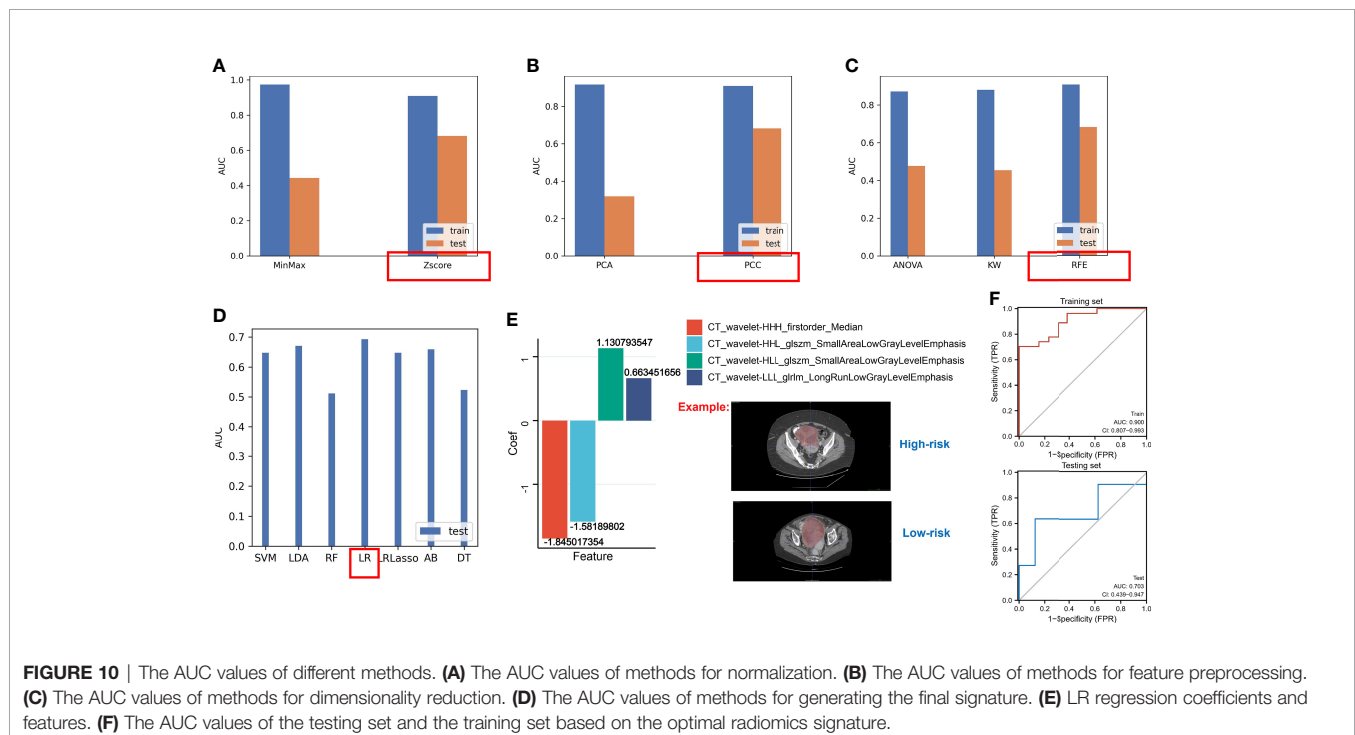 A
AUC
1.0
0.8
0.6
0.4
0.2
0.0
train
test
MinMax
Zscore
B
AUC
0.8
0.6
0.4
0.2
0.0
train
test
PCA
PCC
C
AUC
0.8
0.6
0.4
0.2
0.0
train
test
ANOVA
KW
RFE
D
AUC
0.7
0.6
0.5
0.4
0.3
0.2
0.1
0.0
test
SVM
LDA
RF
LR
LRLasso
AB
DT
E
Coef
1
0
-1
1.130793547
0.663451656
-1.58189802
-1.845017354
Feature
CT_wavelet-HHH_firstorder_Median
CT_wavelet-HHL_glszm_SmallAreaLowGrayLevelEmphasis
CT_wavelet-HLL_glszm_SmallAreaLowGrayLevelEmphasis
CT_wavelet-LLL_glrlm_LongRunLowGrayLevelEmphasis
Example:
High-risk
Low-risk
F
Training set
Sensitivity (TPR)
1.0
0.8
0.6
0.4
0.2
0.0
Train
AUC: 0.900
CI: 0.807–0.993
0.0 0.2 0.4 0.6 0.8 1.0
1-Specificity (FPR)
Testing set
Sensitivity (TPR)
1.0
0.8
0.6
0.4
0.2
0.0
Test
AUC: 0.703
CI: 0.439–0.947
0.0 0.2 0.4 0.6 0.8 1.0
1-Specificity (FPR)
FIGURE 10 | The AUC values of different methods. (A) The AUC values of methods for normalization. (B) The AUC values of methods for feature preprocessing.
(C) The AUC values of methods for dimensionality reduction. (D) The AUC values of methods for generating the final signature. (E) LR regression coefficients and
features. (F) The AUC values of the testing set and the training set based on the optimal radiomics signature.